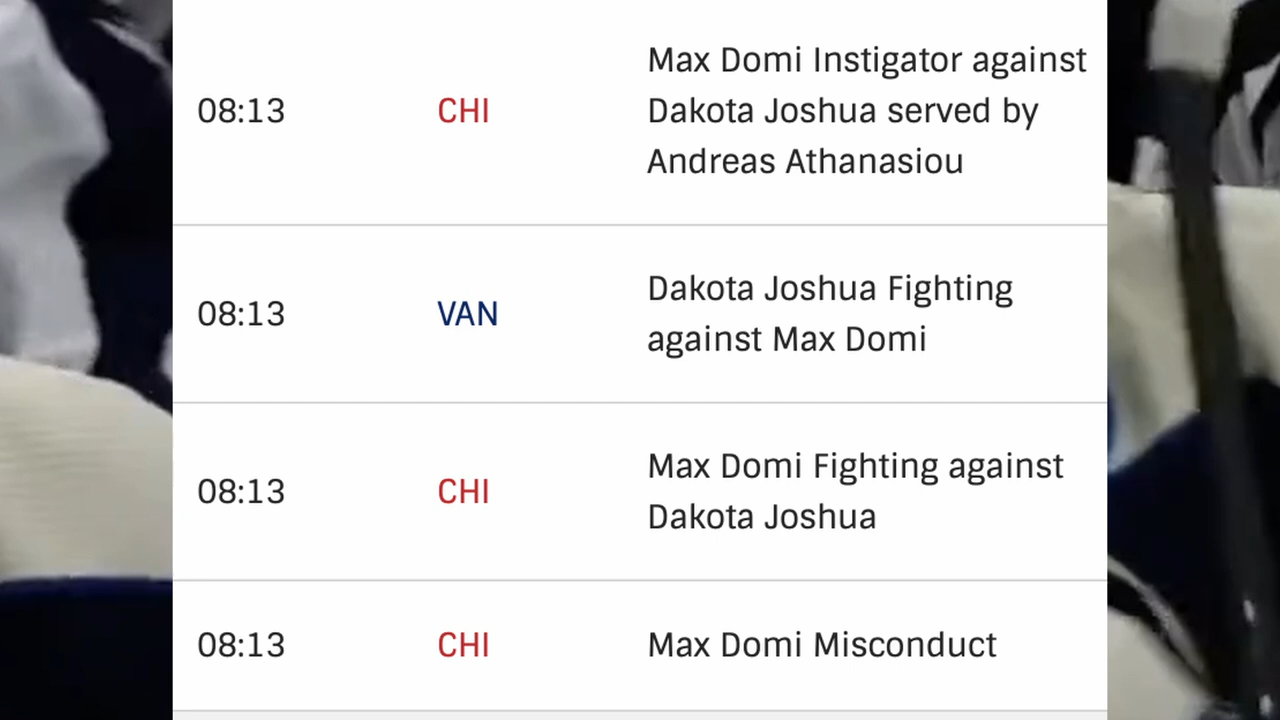 08:13 CHI Max Domi Instigator against
Dakota Joshua served by
Andreas Athanasiou
08:13 VAN Dakota Joshua Fighting
against Max Domi
08:13 CHI Max Domi Fighting against
Dakota Joshua
08:13 CHI Max Domi Misconduct